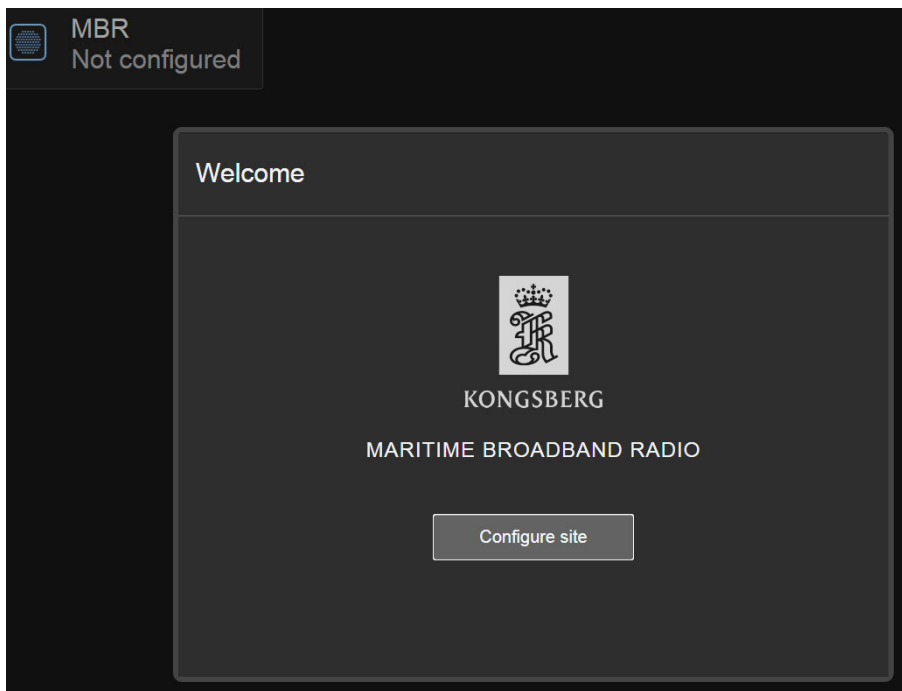 MBR
Not configured
Welcome
KONGSBERG
MARITIME BROADBAND RADIO
Configure site